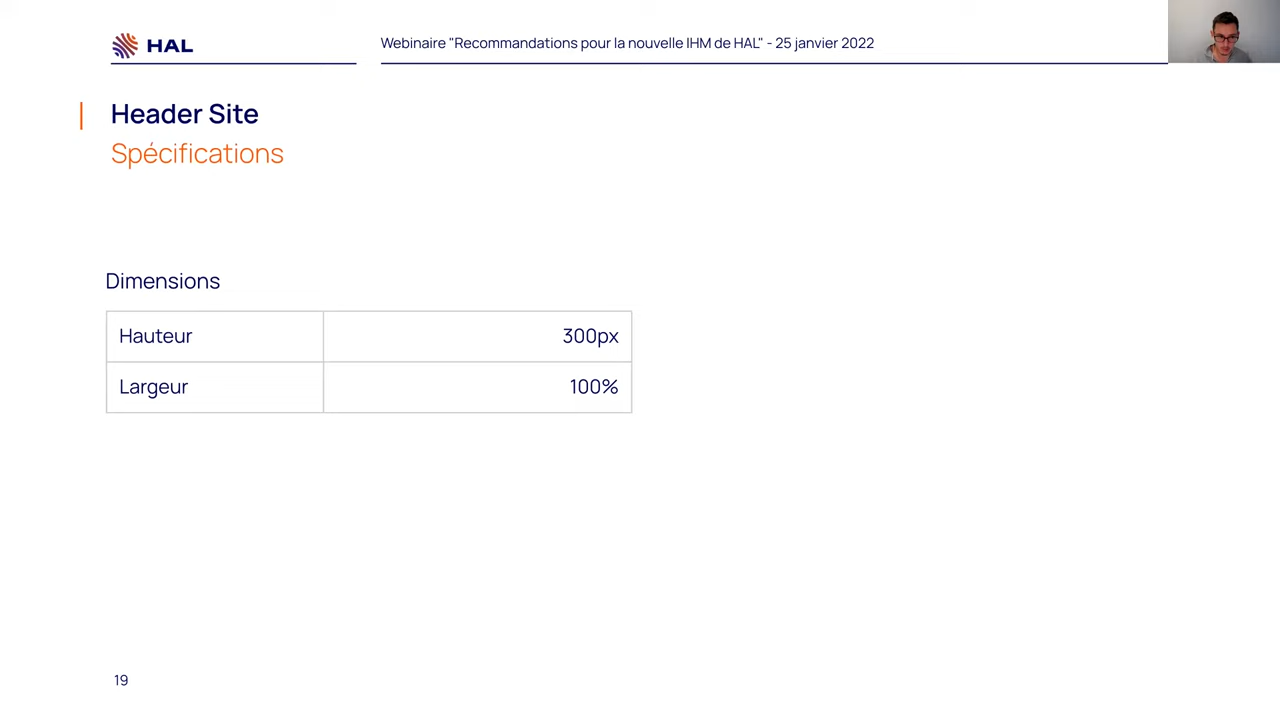 HAL
Webinaire "Recommandations pour la nouvelle IHM de HAL" - 25 janvier 2022
Header Site
Spécifications
Dimensions
Hauteur 300px
Largeur 100%
19